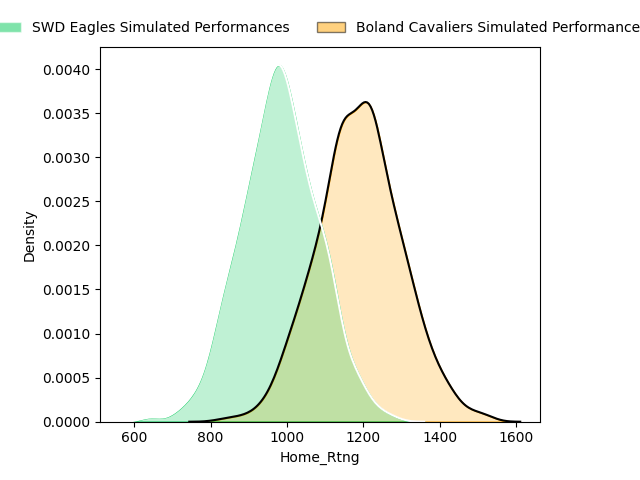 SWD Eagles Simulated Performances
Boland Cavaliers Simulated Performance
0.0040
0.0035
0.0030
0.0025
0.0020
0.0015
0.0010
0.0005
0.0000
Density
600 800 1000 1200 1400 1600
Home_Rtng